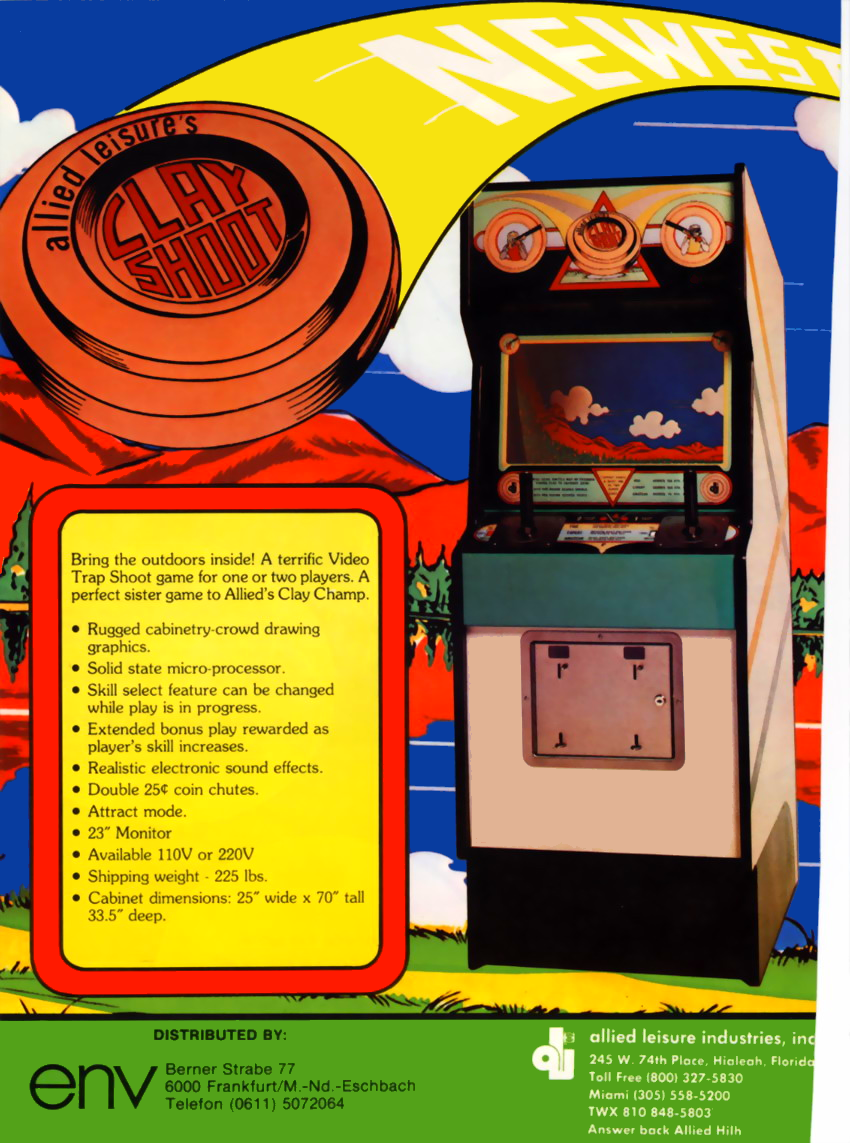 NEWEST
allied leisure's
CLAY
SHOOT
Bring the outdoors inside! A terrific Video
Trap Shoot game for one or two players. A
perfect sister game to Allied's Clay Champ.
• Rugged cabinetry-crowd drawing
graphics.
• Solid state micro-processor.
• Skill select feature can be changed
while play is in progress.
• Extended bonus play rewarded as
player's skill increases.
• Realistic electronic sound effects.
• Double 25¢ coin chutes.
• Attract mode.
• 23″ Monitor
• Available 110V or 220V
• Shipping weight - 225 lbs.
• Cabinet dimensions: 25″ wide x 70″ tall
33.5″ deep.
DISTRIBUTED BY:
env
Berner Strabe 77
6000 Frankfurt/M.-Nd.-Eschbach
Telefon (0611) 5072064
allied leisure industries, inc
245 W. 74th Place, Hialeah, Florida
Toll Free (800) 327-5830
Miami (305) 558-5200
TWX 810 848-5803
Answer back Allied Hilh